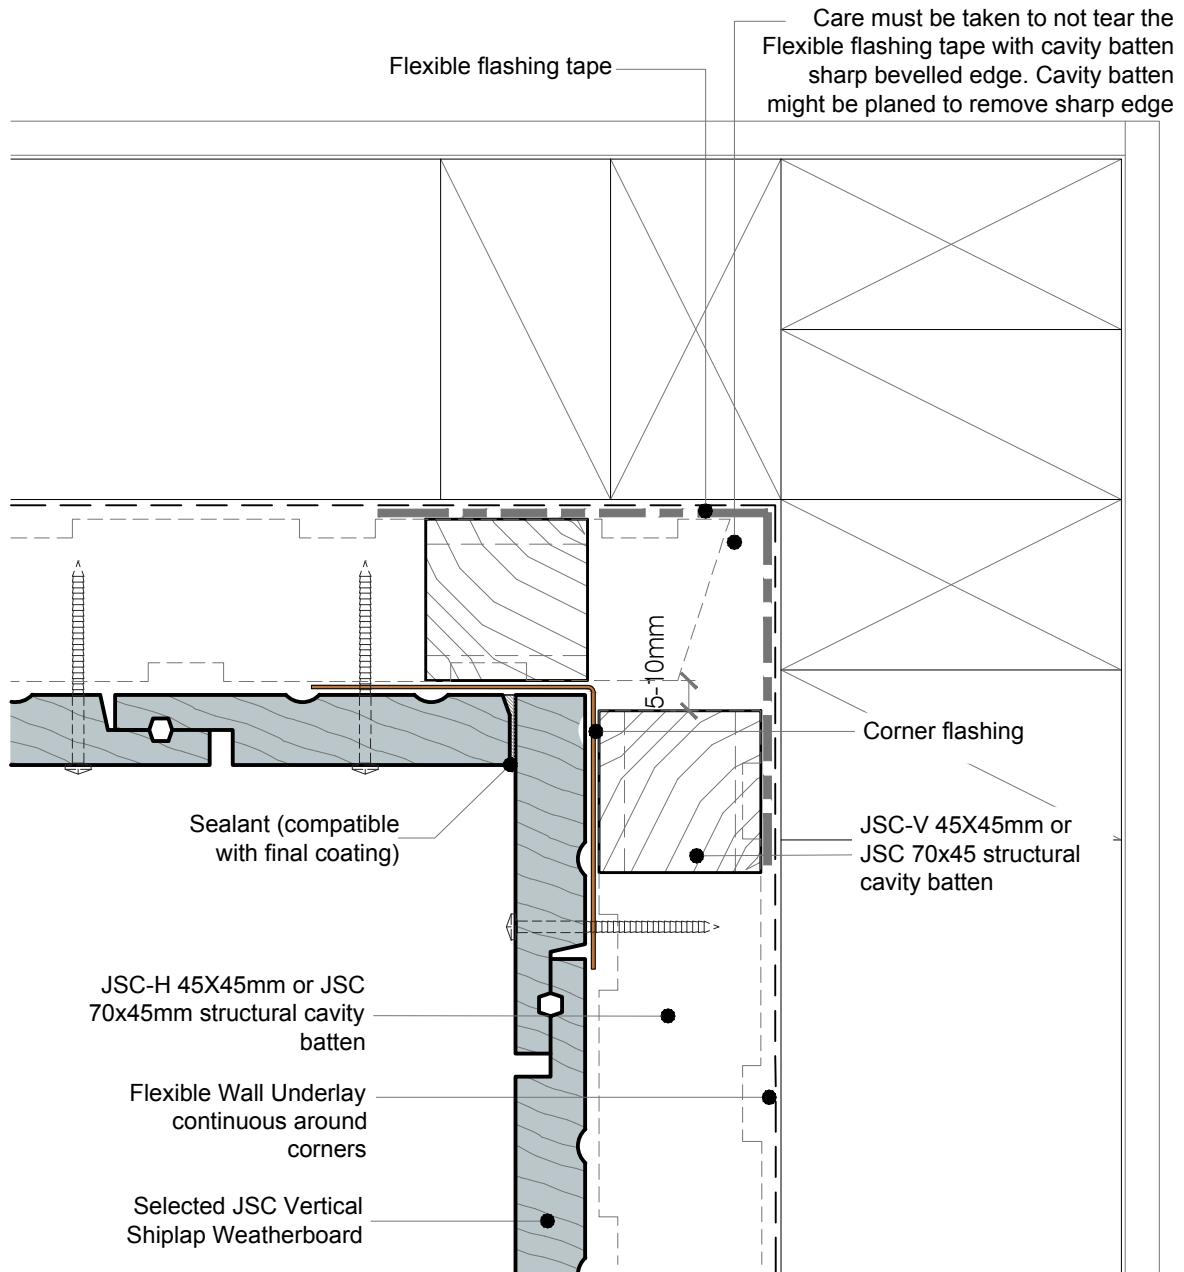 Care must be taken to not tear the
Flexible flashing tape with cavity batten
sharp bevelled edge. Cavity batten
might be planed to remove sharp edge
Flexible flashing tape
5-10mm
Corner flashing
Sealant (compatible
with final coating)
JSC-V 45X45mm or
JSC 70x45 structural
cavity batten
JSC-H 45X45mm or JSC
70x45mm structural cavity
batten
Flexible Wall Underlay
continuous around
corners
Selected JSC Vertical
Shiplap Weatherboard